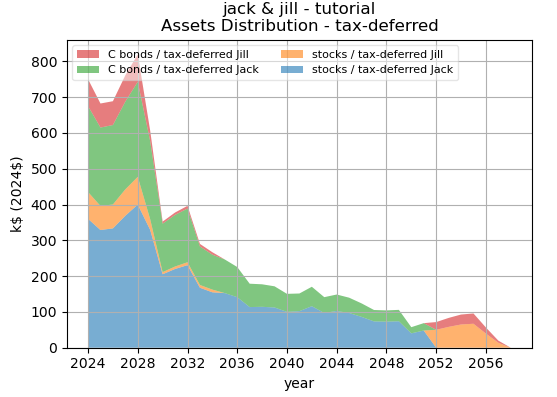 jack & jill - tutorial
Assets Distribution - tax-deferred
C bonds / tax-deferred Jill
C bonds / tax-deferred Jack
stocks / tax-deferred Jill
stocks / tax-deferred Jack
k$ (2024$)
800
700
600
500
400
300
200
100
0
2024 2028 2032 2036 2040 2044 2048 2052 2056
year